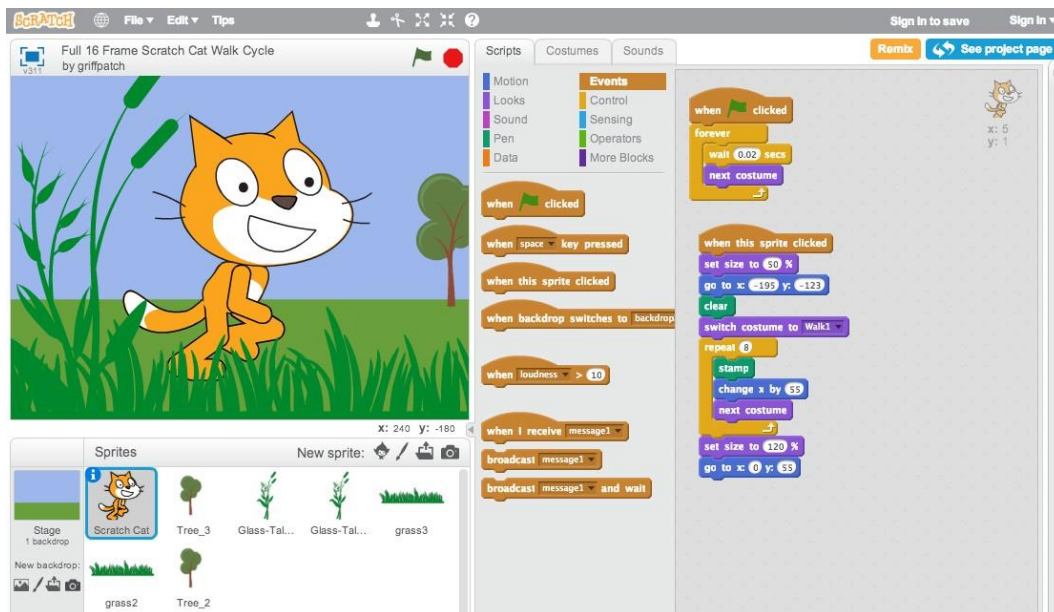 SCRATCH File ▾ Edit ▾ Tips Sign in to save Sign in ▾
v311 Full 16 Frame Scratch Cat Walk Cycle
by griffpatch
x: 240 y: -180
Sprites New sprite:
Stage
1 backdrop
New backdrop:
Scratch Cat Tree_3 Glass-Tal... Glass-Tal... grass3
grass2 Tree_2
Scripts Costumes Sounds
Remix See project page
Motion Events
Looks Control
Sound Sensing
Pen Operators
Data More Blocks
when clicked
when space ▾ key pressed
when this sprite clicked
when backdrop switches to backdrop
when loudness ▾ > 10
when I receive message1 ▾
broadcast message1 ▾
broadcast message1 ▾ and wait
when clicked
forever
wait 0.02 secs
next costume
x: 5
y: 1
when this sprite clicked
set size to 50 %
go to x: -195 y: -123
clear
switch costume to Walk1 ▾
repeat 8
stamp
change x by 55
next costume
set size to 120 %
go to x: 0 y: 55